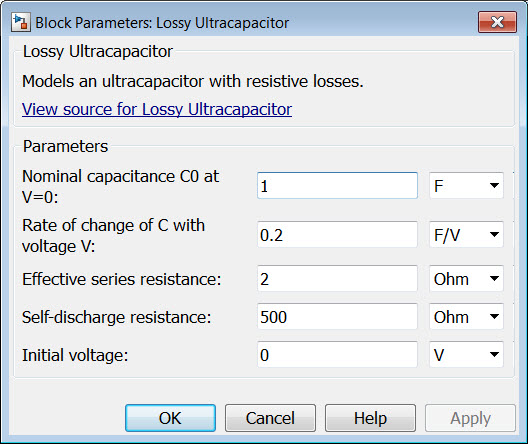 Block Parameters: Lossy Ultracapacitor
Lossy Ultracapacitor
Models an ultracapacitor with resistive losses.
View source for Lossy Ultracapacitor
Parameters
Nominal capacitance C0 at
V=0:
1
F
Rate of change of C with
voltage V:
0.2
F/V
Effective series resistance:
2
Ohm
Self-discharge resistance:
500
Ohm
Initial voltage:
0
V
OK
Cancel
Help
Apply